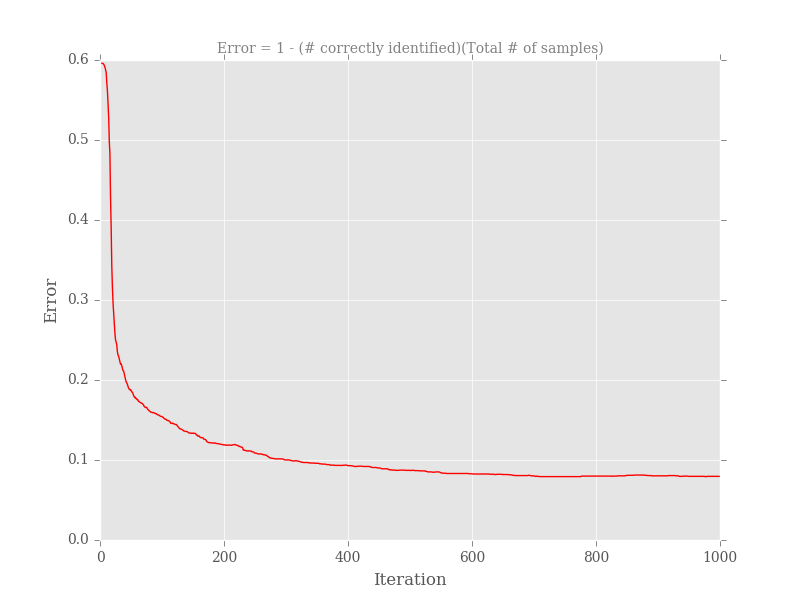 Error = 1 - (# correctly identified)(Total # of samples)
0.6
0.5
0.4
0.3
0.2
0.1
0.0
Error
0 200 400 600 800 1000
Iteration